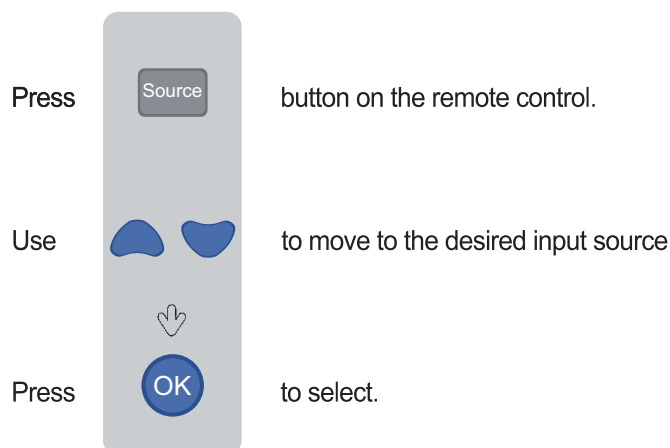 Press Source button on the remote control.
Use to move to the desired input source
Press OK to select.